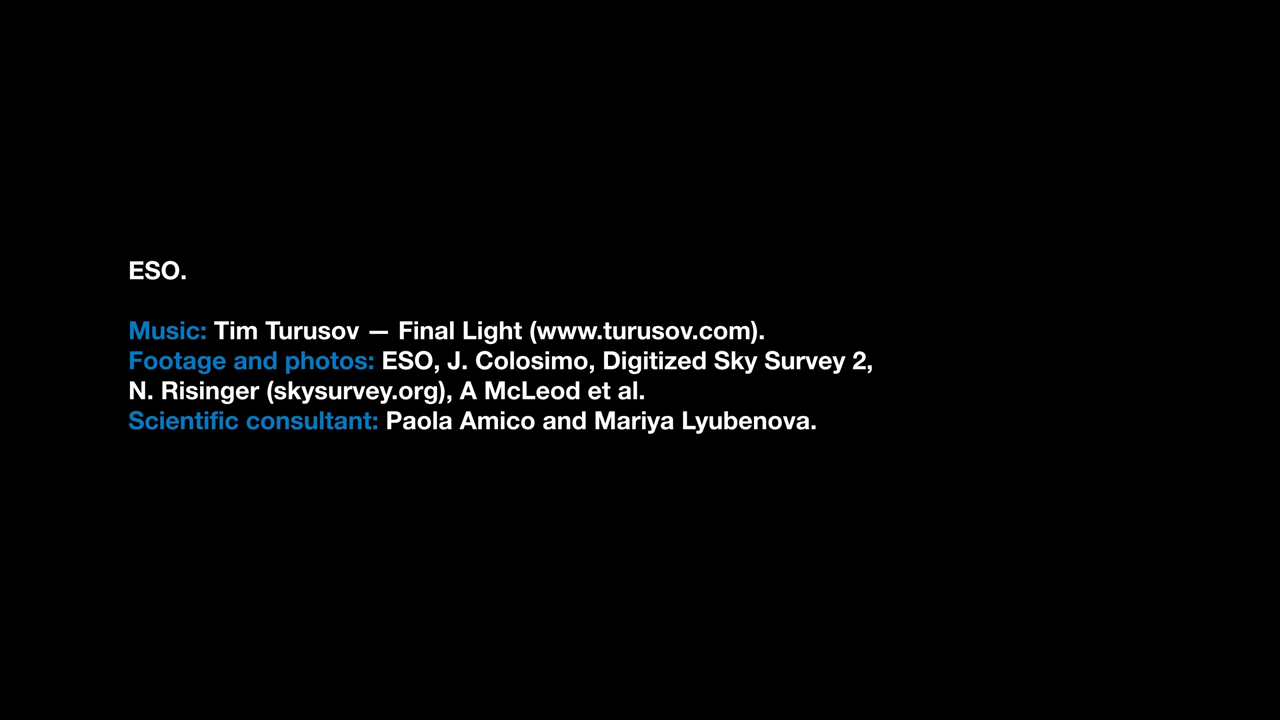 ESO.
Music: Tim Turusov — Final Light (www.turusov.com).
Footage and photos: ESO, J. Colosimo, Digitized Sky Survey 2,
N. Risinger (skysurvey.org), A McLeod et al.
Scientific consultant: Paola Amico and Mariya Lyubenova.